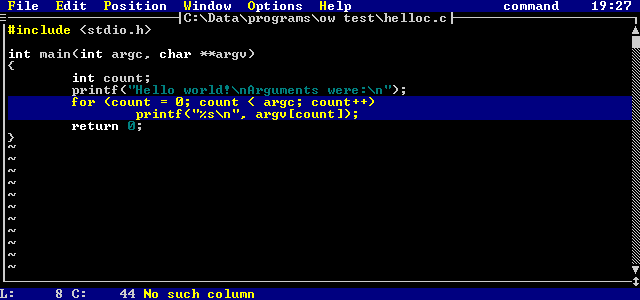 File Edit Position Window Options Help command 19:27
C:\Data\programs\ow test\helloc.c
#include <stdio.h>
int main(int argc, char **argv)
{
int count;
printf("Hello world!\nArguments were:\n");
for (count = 0; count < argc; count++)
printf("%s\n", argv[count]);
return 0;
}
~
~
~
~
~
~
~
~
~
~
~
L: 8 C: 44 No such column